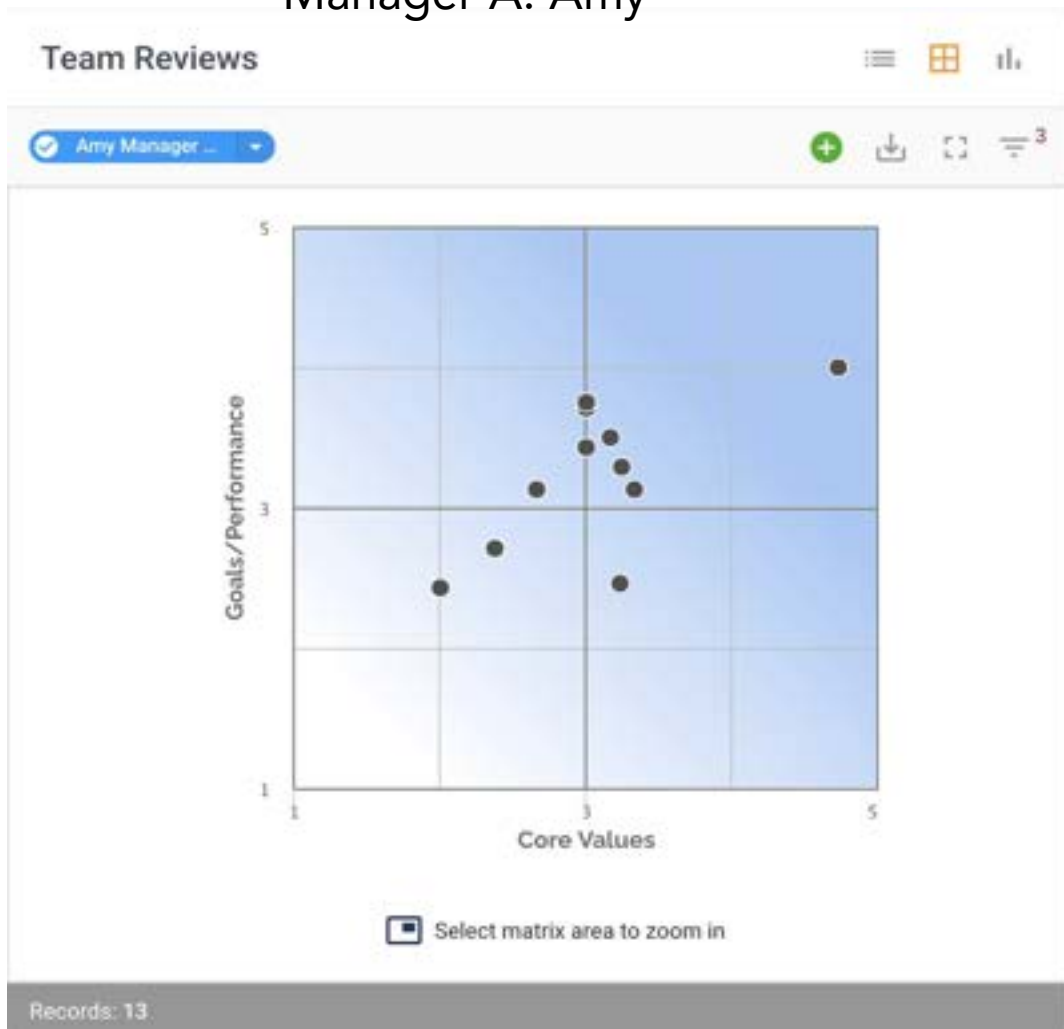 Manager A: Amy
Team Reviews
Amy Manager ...
3
5
3
1
Goals/Performance
1
3
5
Core Values
Select matrix area to zoom in
Records: 13